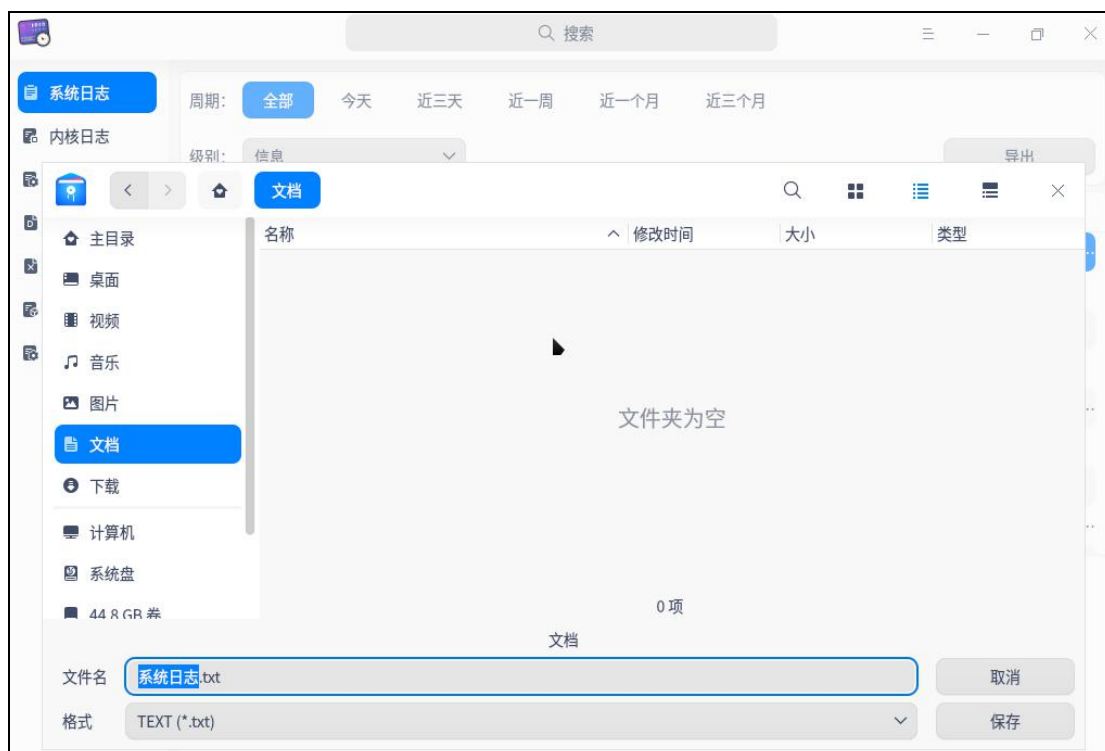 搜索
系统日志
周期: 全部 今天 近三天 近一周 近一个月 近三个月
内核日志
级别: 信息 导出
文档
主目录
名称 修改时间 大小 类型
桌面
视频
音乐
图片
文件夹为空
文档
下载
计算机
系统盘
44.8 GB 卷
0 项
文档
文件名 系统日志.txt 取消
格式 TEXT (*.txt) 保存